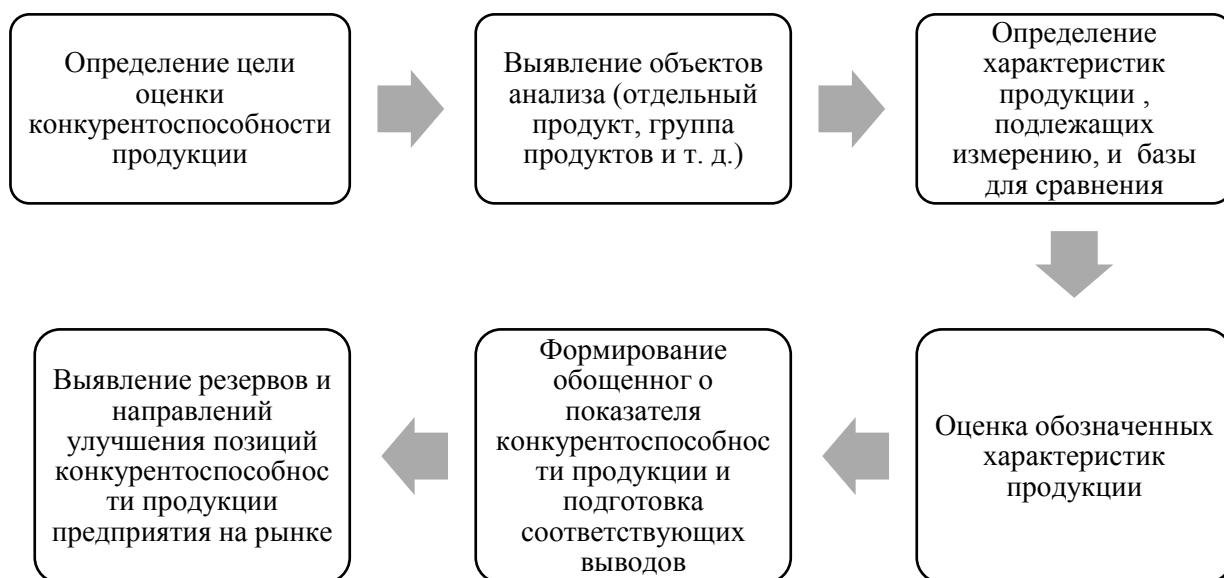 Определение цели
оценки
конкурентоспособности
продукции
Выявление объектов
анализа (отдельный
продукт, группа
продуктов и т. д.)
Определение
характеристик
продукции ,
подлежащих
измерению, и базы
для сравнения
Оценка обозначенных
характеристик
продукции
Формирование
обощенног о
показателя
конкурентоспособнос
ти продукции и
подготовка
соответствующих
выводов
Выявление резервов и
направлений
улучшения позиций
конкурентоспособнос
ти продукции
предприятия на рынке